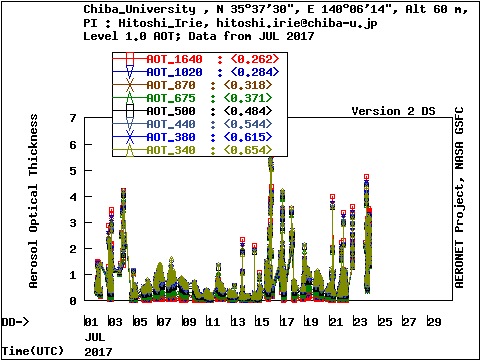 Chiba_University , N 35°37'30", E 140°06'14", Alt 60 m,
PI : Hitoshi_Irie, hitoshi.irie@chiba-u.jp
Level 1.0 AOT; Data from JUL 2017
AOT_1640 : <0.262>
AOT_1020 : <0.284>
AOT_870 : <0.318>
AOT_675 : <0.371>
AOT_500 : <0.484>
AOT_440 : <0.544>
AOT_380 : <0.615>
AOT_340 : <0.654>
Version 2 DS
Aerosol Optical Thickness
7
6
5
4
3
2
1
0
AERONET Project, NASA GSFC
DD-> 01 03 05 07 09 11 13 15 17 19 21 23 25 27 29
JUL
Time(UTC) 2017